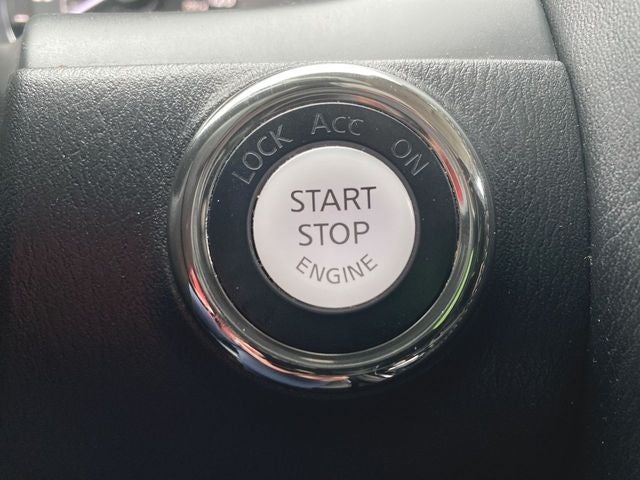 LOCK ACC ON
START
STOP
ENGINE